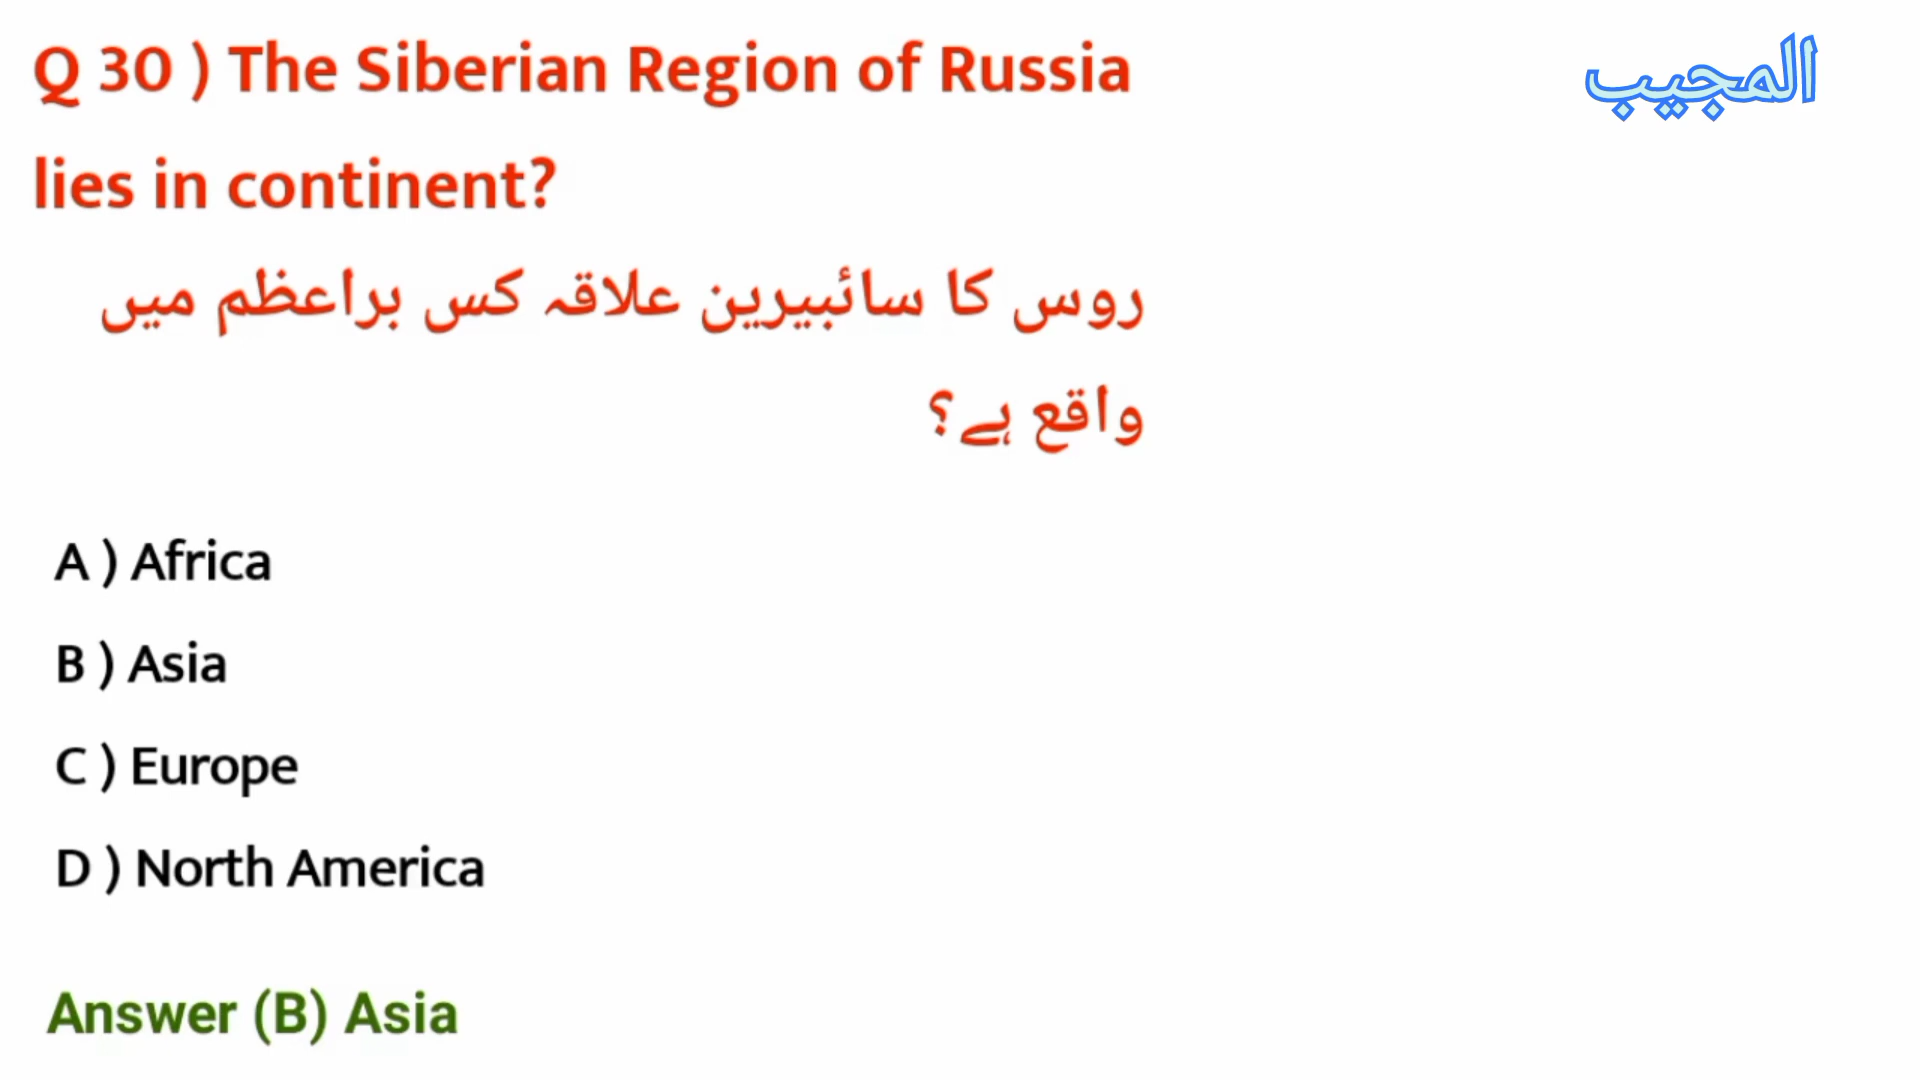 Q 30 ) The Siberian Region of Russia
المجیب
lies in continent?
روس کا سائبیرین علاقہ کس براعظم میں
واقع ہے؟
A ) Africa
B ) Asia
C ) Europe
D ) North America
Answer (B) Asia